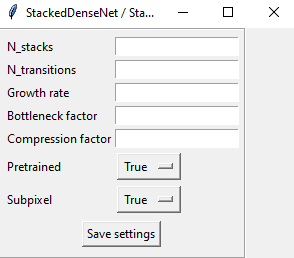 StackedDenseNet / Sta...
N_stacks
N_transitions
Growth rate
Bottleneck factor
Compression factor
Pretrained True
Subpixel True
Save settings